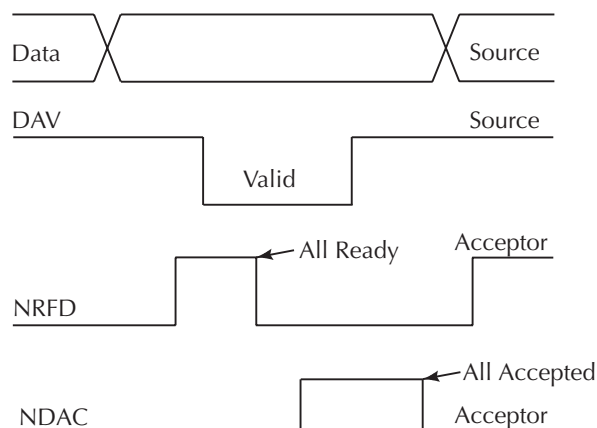 Data
Source
DAV
Source
Valid
All Ready
Acceptor
NRFD
All Accepted
NDAC
Acceptor